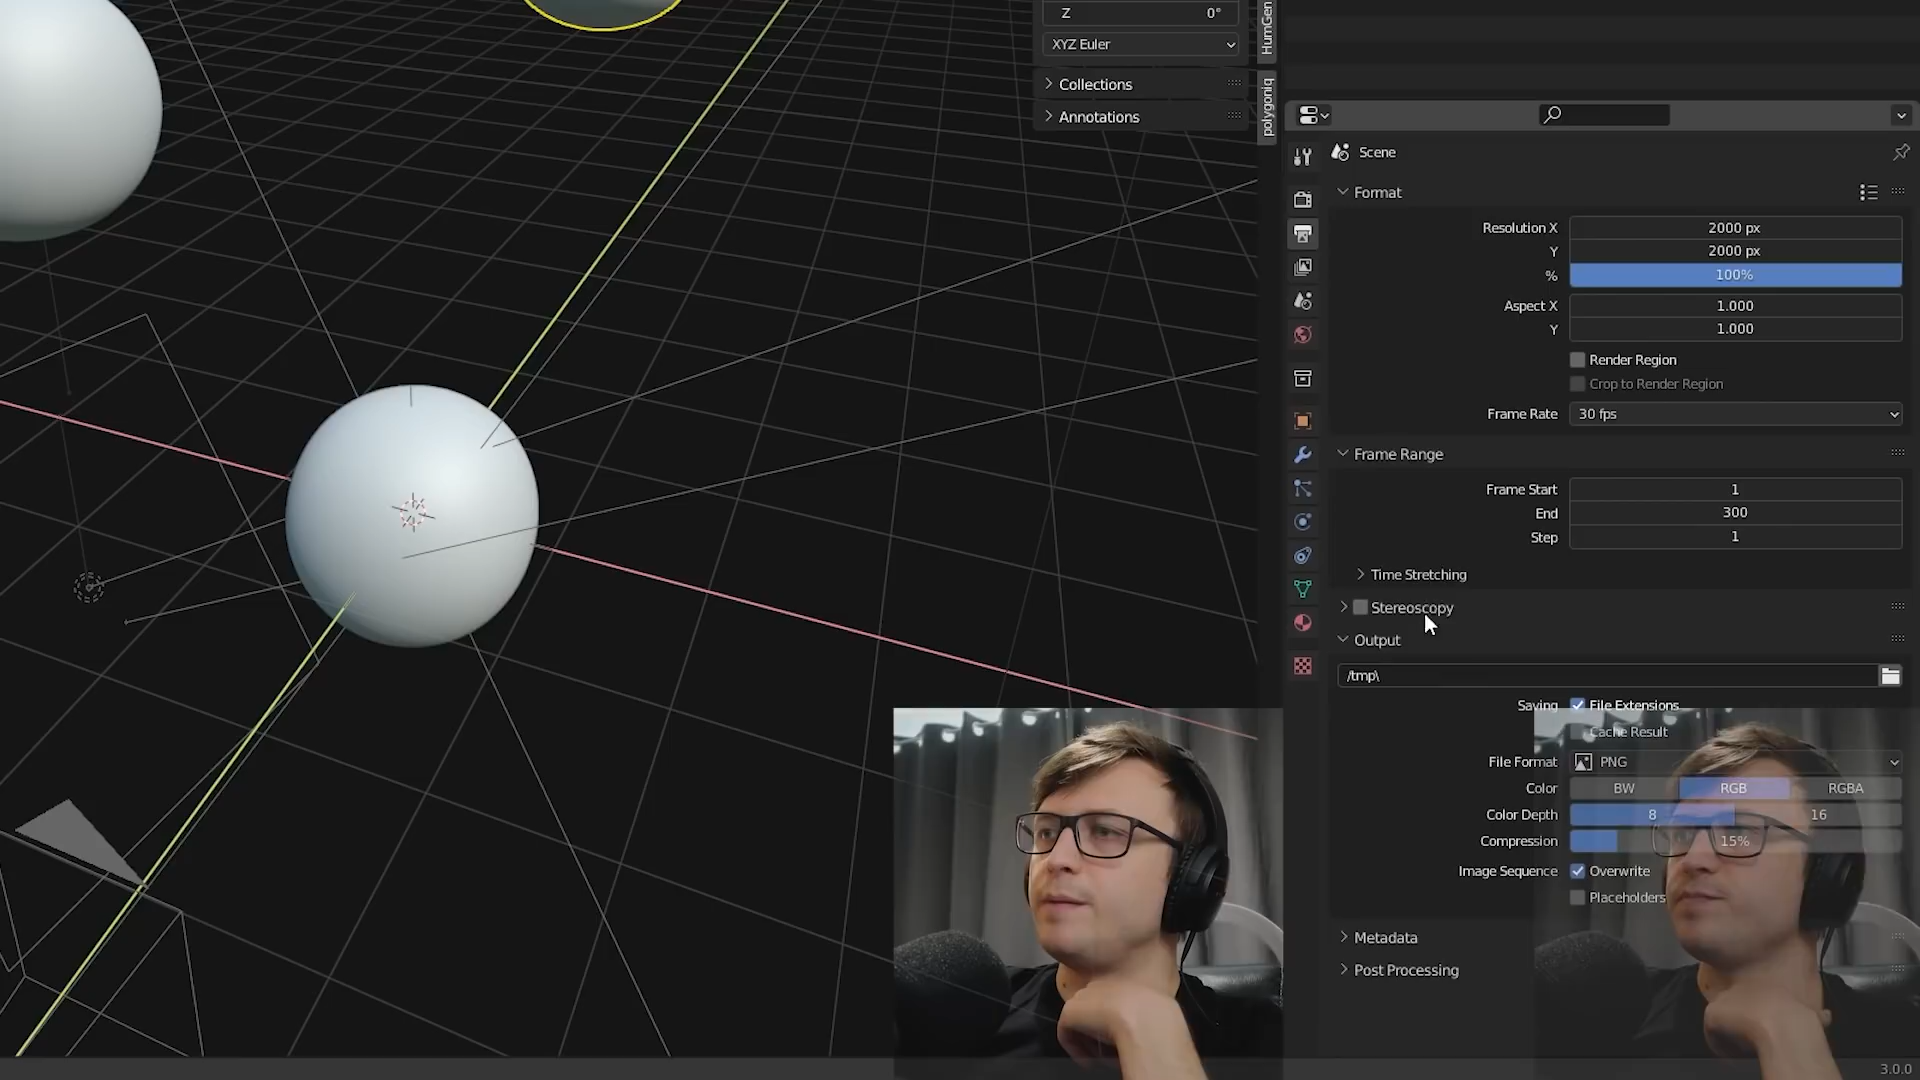 Z 0°
XYZ Euler
Collections
Annotations
HumGen
polygoniq
Scene
Format
Resolution X 2000 px
Y 2000 px
% 100%
Aspect X 1.000
Y 1.000
Render Region
Crop to Render Region
Frame Rate 30 fps
Frame Range
Frame Start 1
End 300
Step 1
Time Stretching
Stereoscopy
Output
/tmp\
Saving File Extensions
Cache Result
File Format PNG
Color BW RGB RGBA
Color Depth 8 16
Compression 15%
Image Sequence Overwrite
Placeholders
Metadata
Post Processing
3.0.0